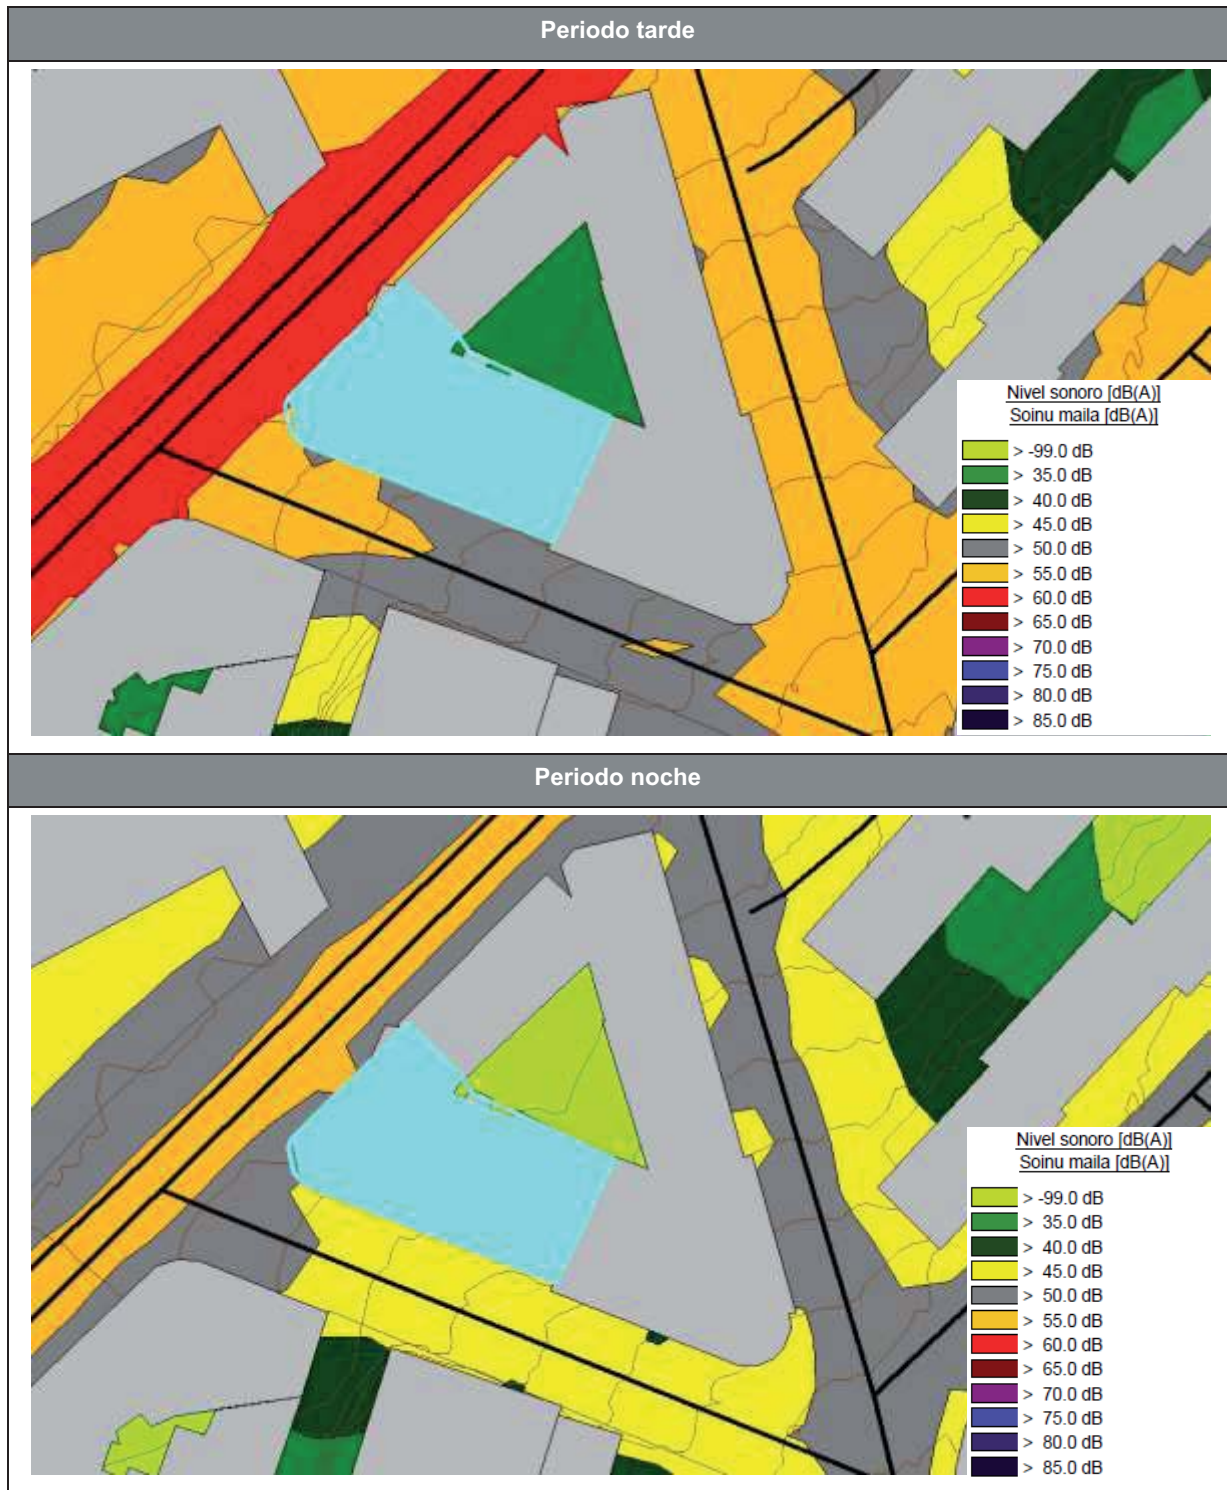 Periodo tarde
Nivel sonoro [dB(A)]
Soinu maila [dB(A)]
> -99.0 dB
> 35.0 dB
> 40.0 dB
> 45.0 dB
> 50.0 dB
> 55.0 dB
> 60.0 dB
> 65.0 dB
> 70.0 dB
> 75.0 dB
> 80.0 dB
> 85.0 dB
Periodo noche
Nivel sonoro [dB(A)]
Soinu maila [dB(A)]
> -99.0 dB
> 35.0 dB
> 40.0 dB
> 45.0 dB
> 50.0 dB
> 55.0 dB
> 60.0 dB
> 65.0 dB
> 70.0 dB
> 75.0 dB
> 80.0 dB
> 85.0 dB